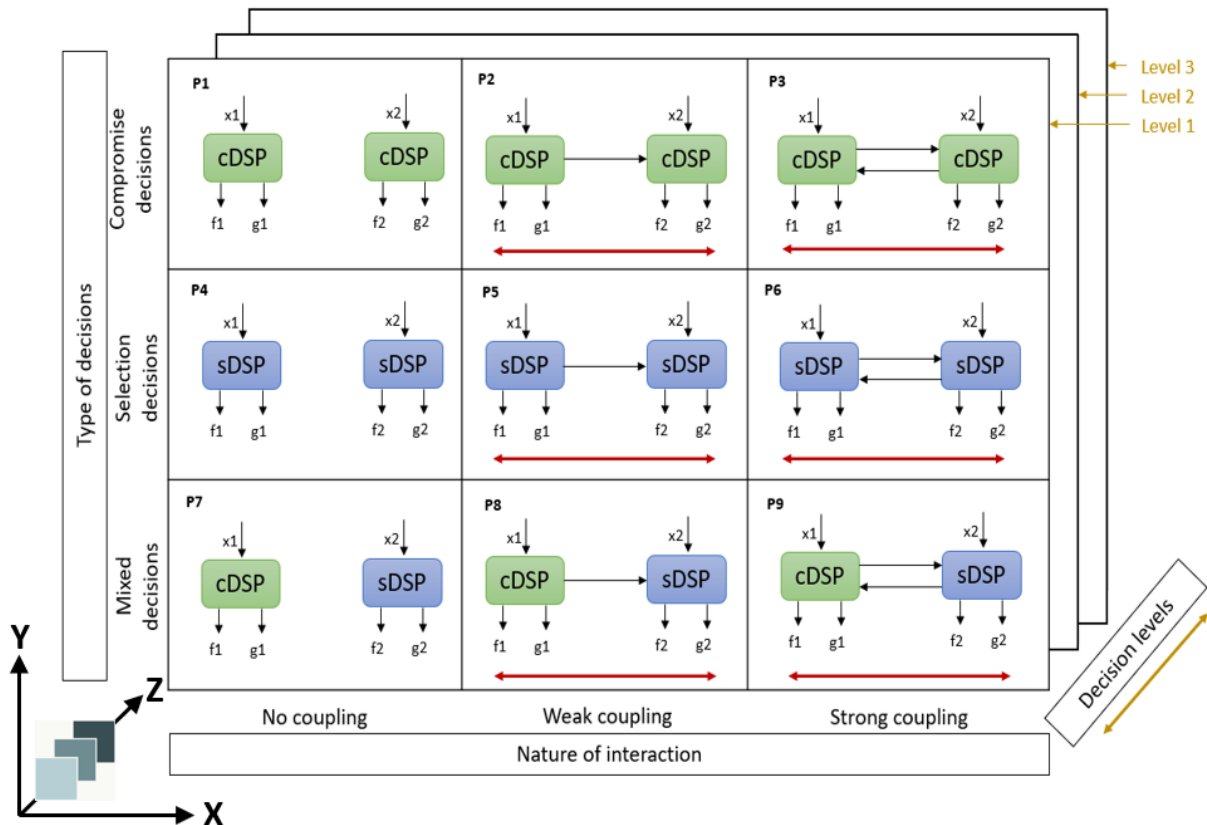 Level 3
Level 2
Level 1
Type of decisions
Compromise
decisions
P1
x1
x2
cDSP
cDSP
f1
g1
f2
g2
P2
x1
x2
cDSP
cDSP
f1
g1
f2
g2
P3
x1
x2
cDSP
cDSP
f1
g1
f2
g2
Selection
decisions
P4
x1
x2
sDSP
sDSP
f1
g1
f2
g2
P5
x1
x2
sDSP
sDSP
f1
g1
f2
g2
P6
x1
x2
sDSP
sDSP
f1
g1
f2
g2
Mixed
decisions
P7
x1
x2
cDSP
sDSP
f1
g1
f2
g2
P8
x1
x2
cDSP
sDSP
f1
g1
f2
g2
P9
x1
x2
cDSP
sDSP
f1
g1
f2
g2
Decision levels
Y
Z
X
No coupling
Weak coupling
Strong coupling
Nature of interaction